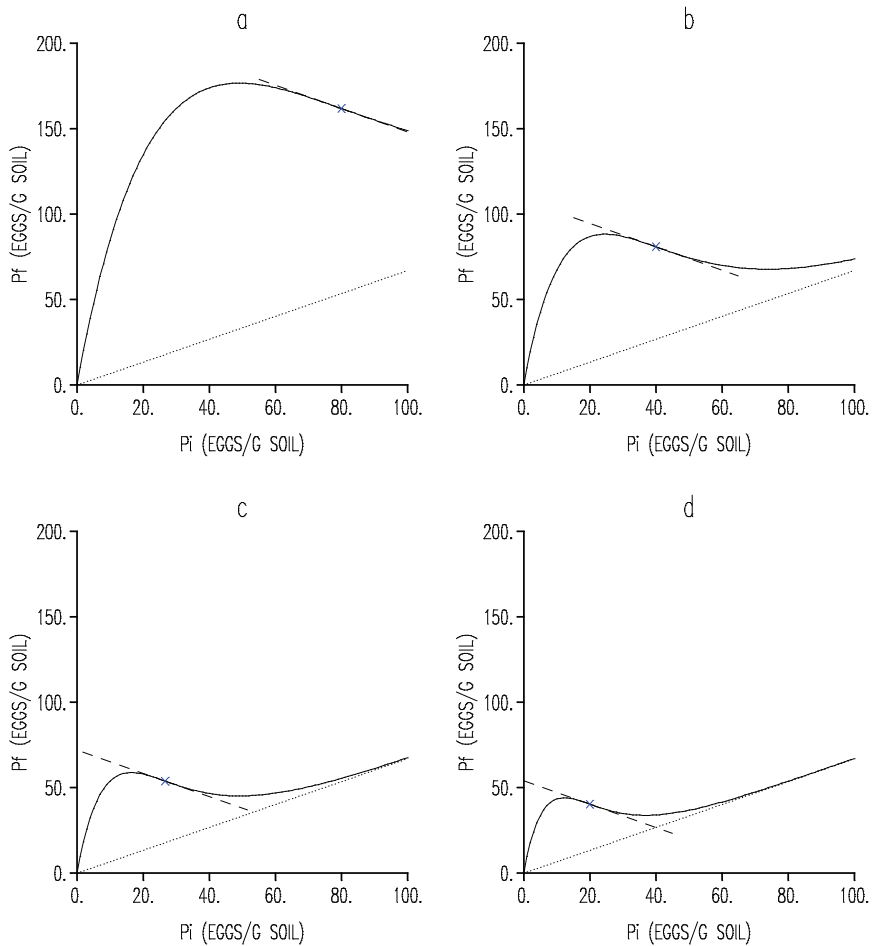 a
200.
150.
100.
50.
0.
0. 20. 40. 60. 80. 100.
Pf (EGGS/G SOIL)
Pi (EGGS/G SOIL)
b
200.
150.
100.
50.
0.
0. 20. 40. 60. 80. 100.
Pf (EGGS/G SOIL)
Pi (EGGS/G SOIL)
c
200.
150.
100.
50.
0.
0. 20. 40. 60. 80. 100.
Pf (EGGS/G SOIL)
Pi (EGGS/G SOIL)
d
200.
150.
100.
50.
0.
0. 20. 40. 60. 80. 100.
Pf (EGGS/G SOIL)
Pi (EGGS/G SOIL)